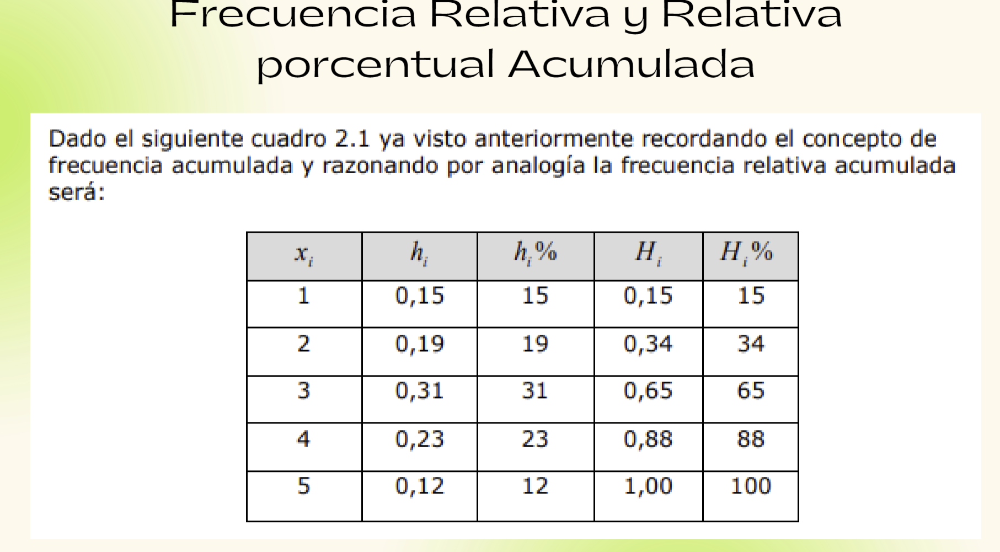 Frecuencia Relativa y Relativa
porcentual Acumulada
Dado el siguiente cuadro 2.1 ya visto anteriormente recordando el concepto de
frecuencia acumulada y razonando por analogía la frecuencia relativa acumulada
será:
x_i h_i h_i% H_i H_i%
1 0,15 15 0,15 15
2 0,19 19 0,34 34
3 0,31 31 0,65 65
4 0,23 23 0,88 88
5 0,12 12 1,00 100